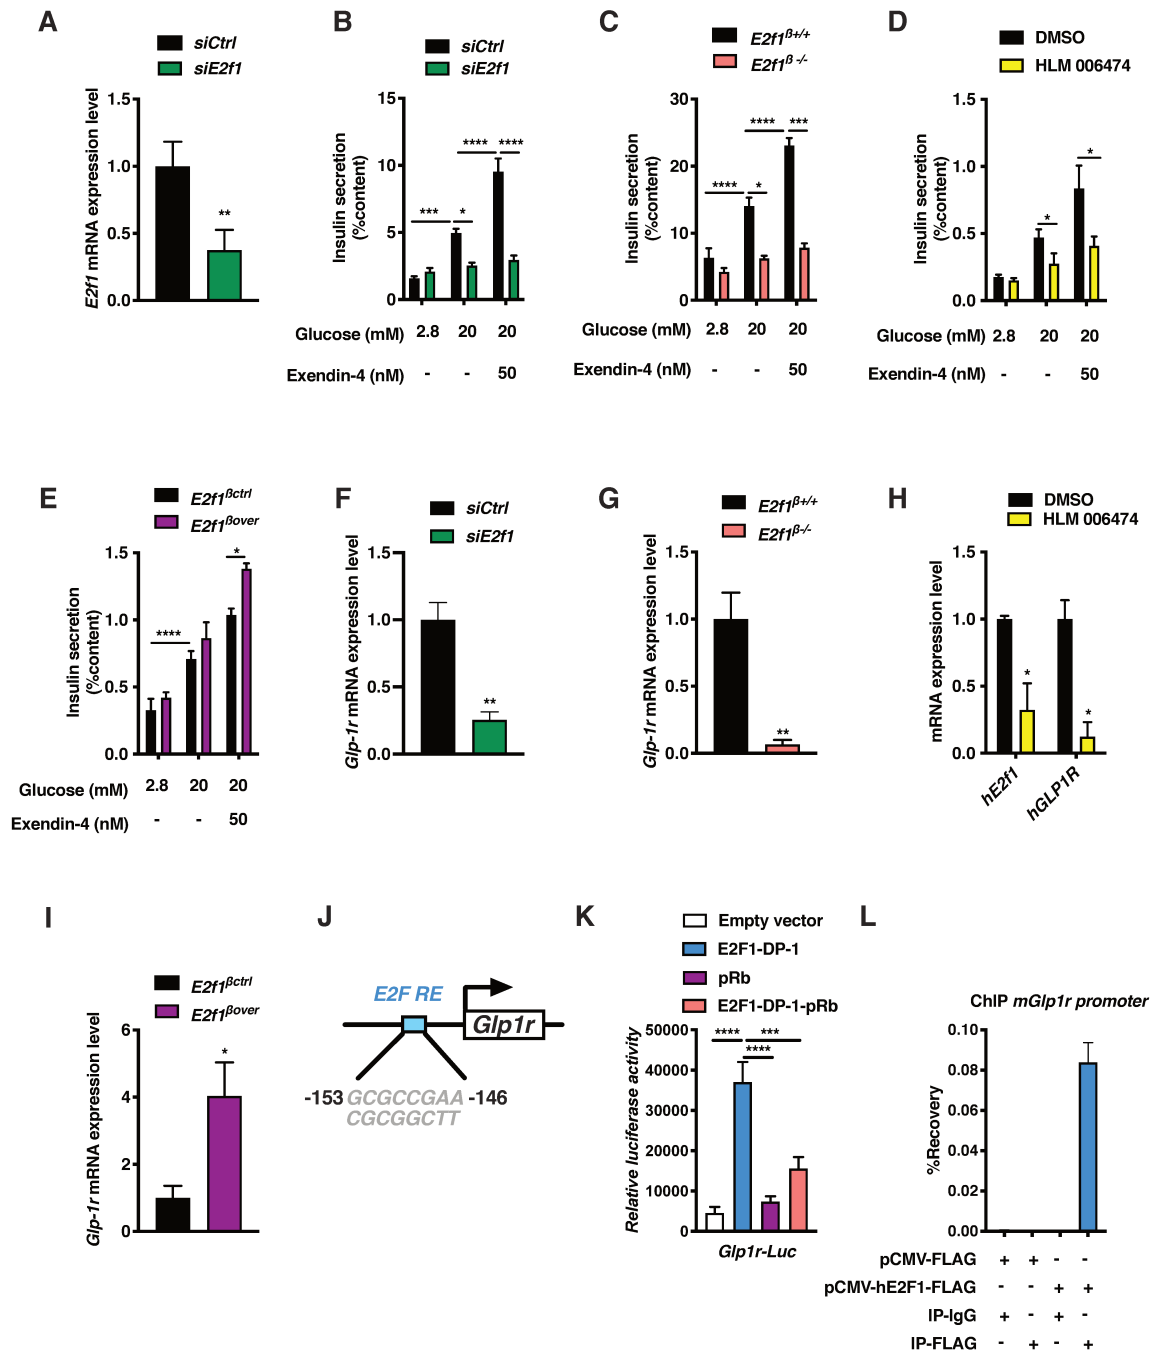 A
siCtrl
siE2f1
E2f1 mRNA expression level
1.5
1.0
0.5
0.0
**
B
siCtrl
siE2f1
Insulin secretion
(%content)
15
10
5
0
*** * **** ****
Glucose (mM) 2.8 20 20
Exendin-4 (nM) - - 50
C
E2f1ß+/+
E2f1ß -/-
Insulin secretion
(%content)
30
20
10
0
**** * **** ***
Glucose (mM) 2.8 20 20
Exendin-4 (nM) - - 50
D
DMSO
HLM 006474
Insulin secretion
(%content)
1.5
1.0
0.5
0.0
* *
Glucose (mM) 2.8 20 20
Exendin-4 (nM) - - 50
E
E2f1ßctrl
E2f1ßover
Insulin secretion
(%content)
1.5
1.0
0.5
0.0
**** *
Glucose (mM) 2.8 20 20
Exendin-4 (nM) - - 50
F
siCtrl
siE2f1
Glp-1r mRNA expression level
1.5
1.0
0.5
0.0
**
G
E2f1β+/+
E2f1β-/-
Glp-1r mRNA expression level
1.5
1.0
0.5
0.0
**
H
DMSO
HLM 006474
mRNA expression level
1.5
1.0
0.5
0.0
* *
hE2f1 hGLP1R
I
E2f1βctrl
E2f1βover
Glp-1r mRNA expression level
6
4
2
0
*
J
E2F RE
Glp1r
-153 GCGCCGAA -146
CGCGGCTT
K
Empty vector
E2F1-DP-1
pRb
E2F1-DP-1-pRb
Relative luciferase activity
50000
40000
30000
20000
10000
0
**** ***
****
Glp1r-Luc
L
ChIP mGlp1r promoter
%Recovery
0.10
0.08
0.06
0.04
0.02
0.00
pCMV-FLAG + + - -
pCMV-hE2F1-FLAG - - + +
IP-IgG + - + -
IP-FLAG - + - +